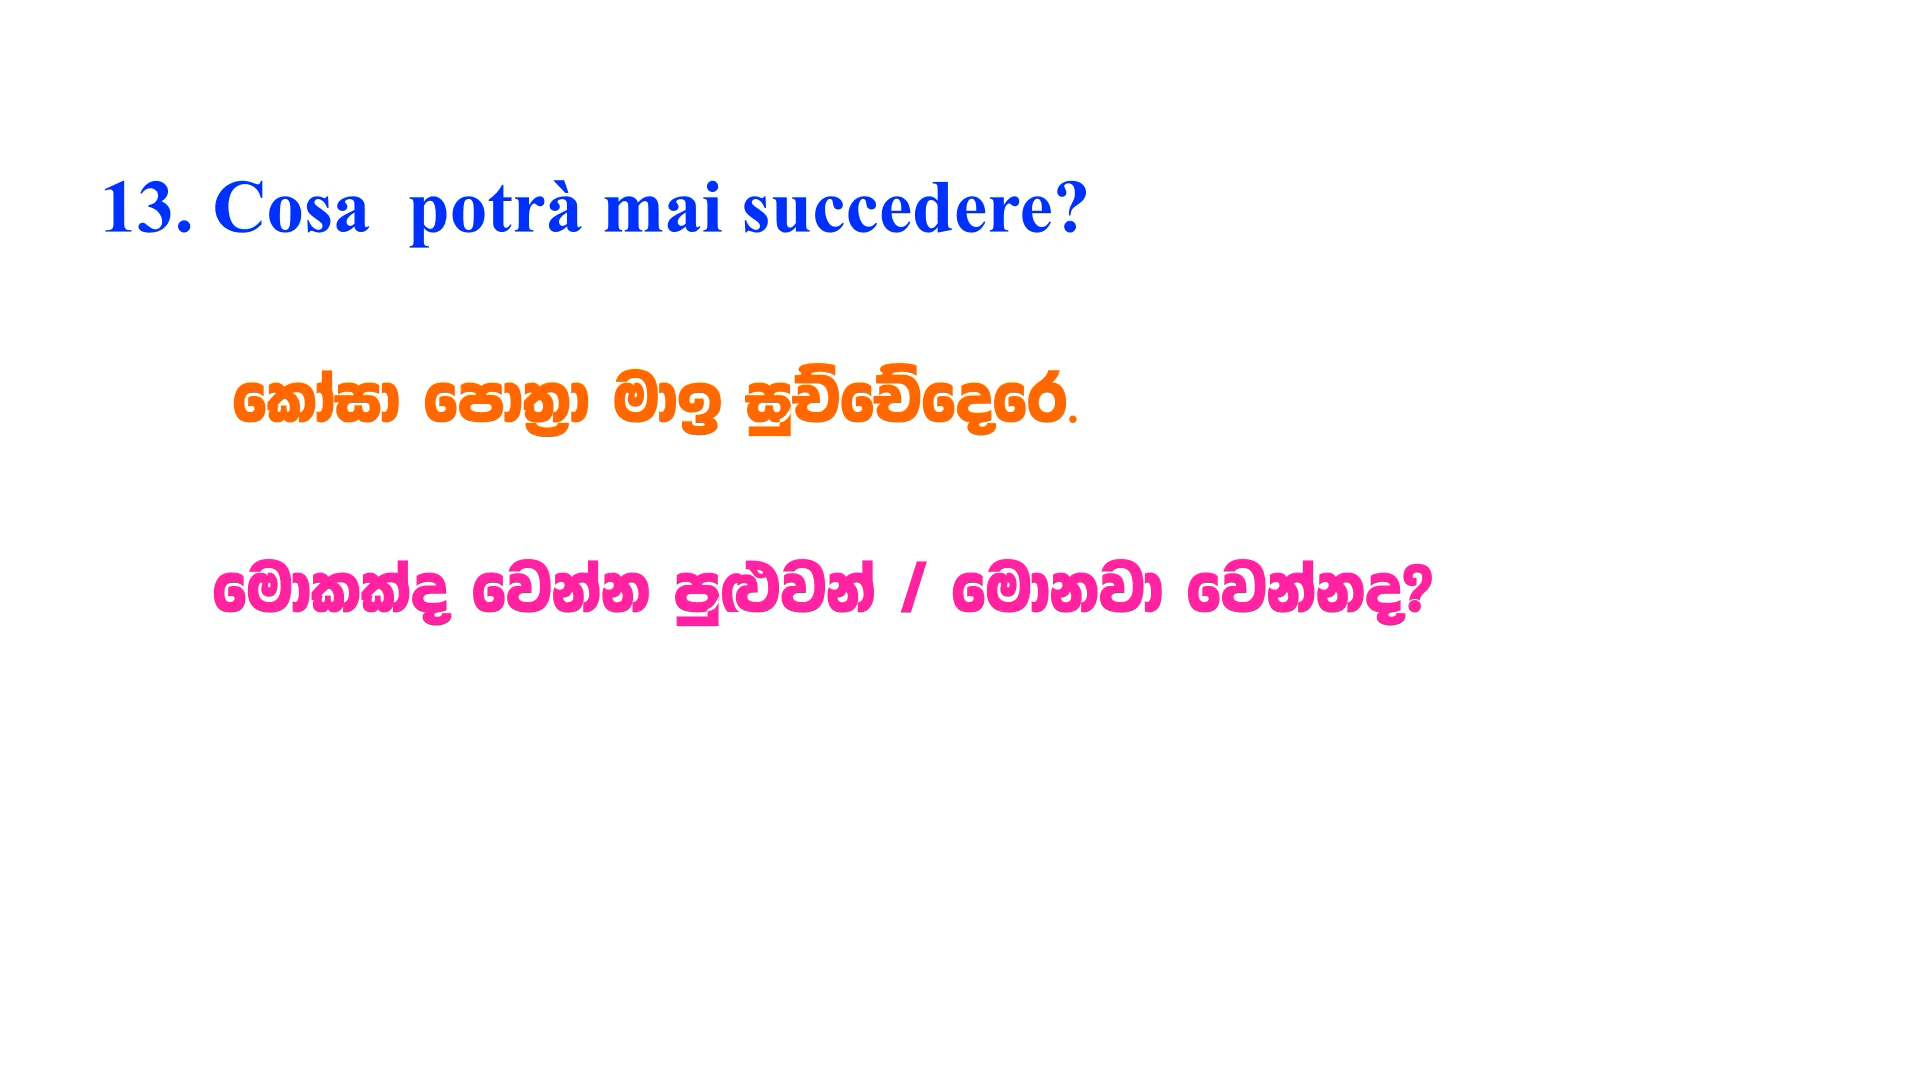 13. Cosa  potrà mai succedere?
කෝසා පොත්‍රා මාඉ සුච්චේදෙරෙ.
මොකක්ද වෙන්න පුළුවන් / මොනවා වෙන්නද?